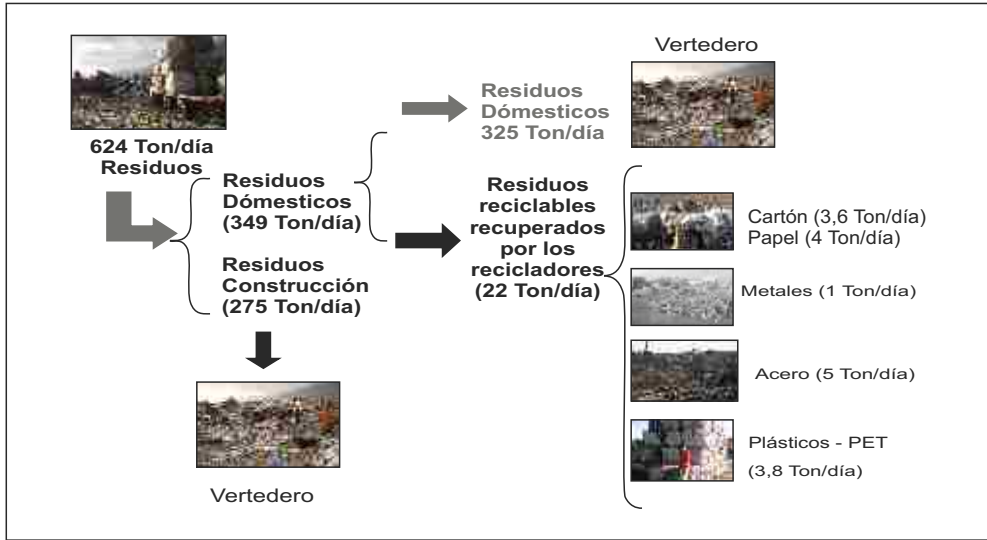 624 Ton/día
Residuos
Residuos
Dómesticos
(349 Ton/día)
Residuos
Construcción
(275 Ton/día)
Vertedero
Residuos
Dómesticos
325 Ton/día
Vertedero
Residuos
reciclables
recuperados
por los
recicladores
(22 Ton/día)
Cartón (3,6 Ton/día)
Papel (4 Ton/día)
Metales (1 Ton/día)
Acero (5 Ton/día)
Plásticos - PET
(3,8 Ton/día)